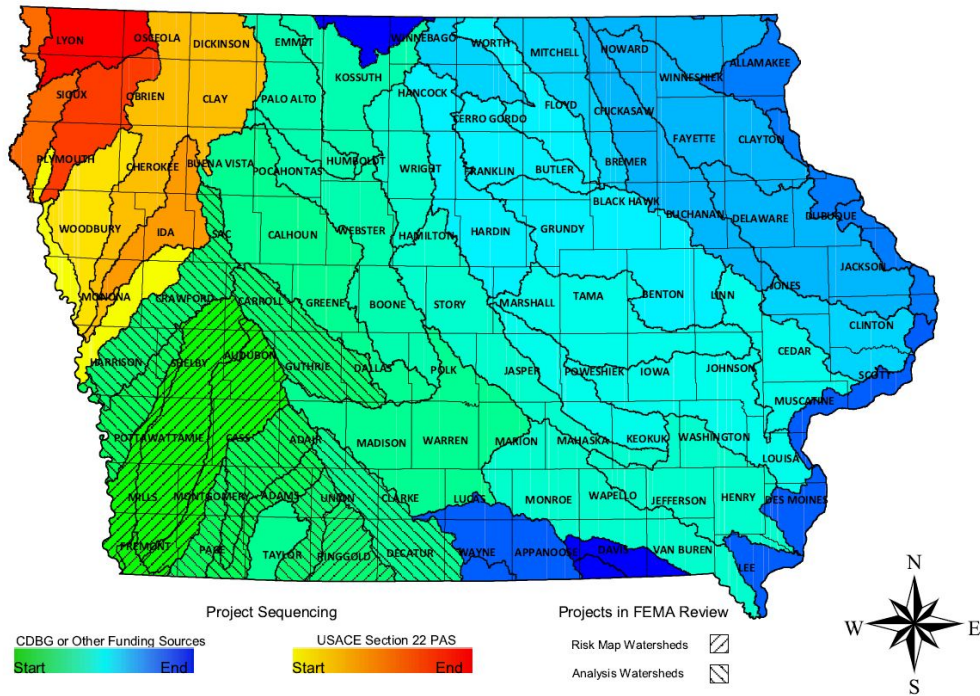 LYON
OSCEOLA
DICKINSON
EMMET
WINNEBAGO
WORTH
MITCHELL
HOWARD
WINNESHIEK
ALLAMAKEE
KOSSUTH
SIOUX
O'BRIEN
CLAY
PALO ALTO
HANCOCK
CERRO GORDO
FLOYD
CHICKASAW
FAYETTE
CLAYTON
PLYMOUTH
CHEROKEE
BUENA VISTA
POCAHONTAS
HUMBOLDT
WRIGHT
FRANKLIN
BUTLER
BREMER
BLACK HAWK
BUCHANAN
DELAWARE
DUBUQUE
WOODBURY
IDA
SAC
CALHOUN
WEBSTER
HAMILTON
HARDIN
GRUNDY
JACKSON
MONONA
CRAWFORD
CARROLL
GREENE
BOONE
STORY
MARSHALL
TAMA
BENTON
LINN
JONES
CLINTON
HARRISON
SHELBY
AUDUBON
GUTHRIE
DALLAS
POLK
JASPER
POWESHIEK
IOWA
JOHNSON
CEDAR
SCOTT
MUSCATINE
POTTAWATTAMIE
CASS
ADAIR
MADISON
WARREN
MARION
MAHASKA
KEOKUK
WASHINGTON
LOUISA
MILLS
MONTGOMERY
ADAMS
UNION
CLARKE
LUCAS
MONROE
WAPELLO
JEFFERSON
HENRY
DES MOINES
FREMONT
PAGE
TAYLOR
RINGGOLD
DECATUR
WAYNE
APPANOOSE
DAVIS
VAN BUREN
LEE
Project Sequencing
CDBG or Other Funding Sources
Start End
USACE Section 22 PAS
Start End
Projects in FEMA Review
Risk Map Watersheds
Analysis Watersheds
N
W E
S